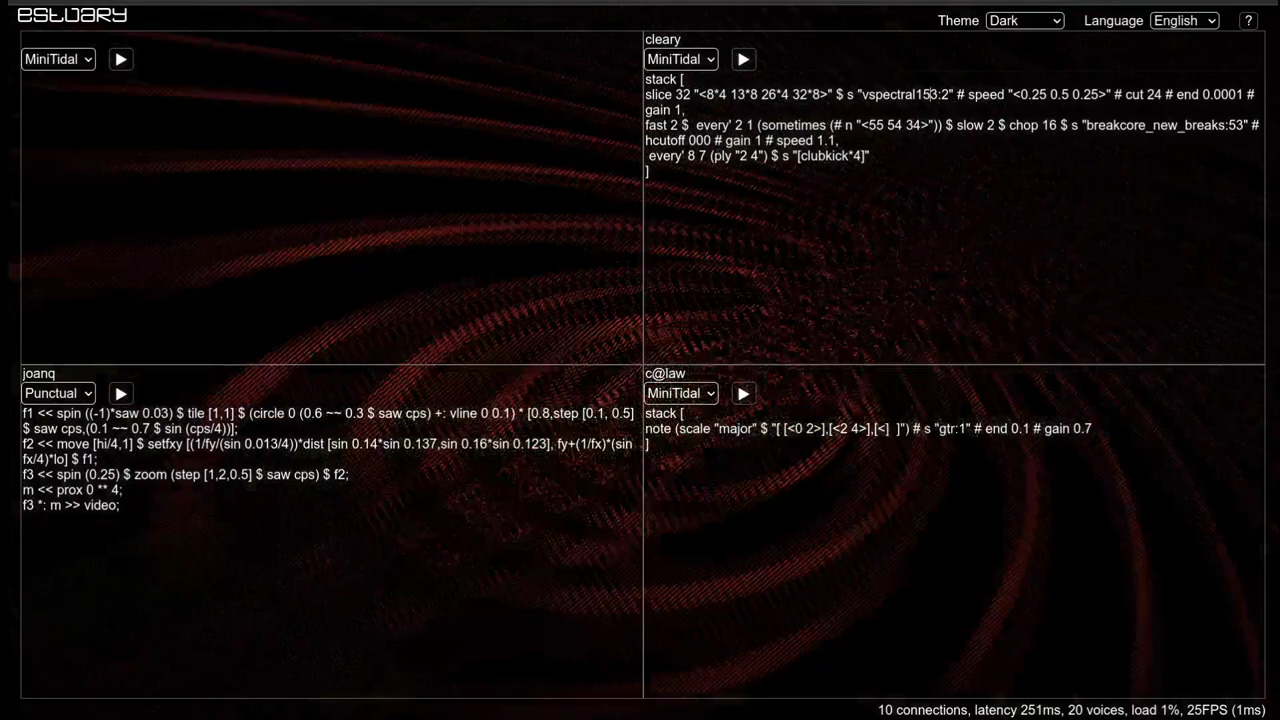 estuary
Theme Dark Language English ?
MiniTidal
cleary
MiniTidal
stack [
slice 32 "<8*4 13*8 26*4 32*8>" $ s "vspectral153:2" # speed "<0.25 0.5 0.25>" # cut 24 # end 0.0001 #
gain 1,
fast 2 $  every' 2 1 (sometimes (# n "<55 54 34>")) $ slow 2 $ chop 16 $ s "breakcore_new_breaks:53" #
hcutoff 000 # gain 1 # speed 1.1,
every' 8 7 (ply "2 4") $ s "[clubkick*4]"
]
joanq
Punctual
f1 << spin ((-1)*saw 0.03) $ tile [1,1] $ (circle 0 (0.6 ~~ 0.3 $ saw cps) +: vline 0 0.1) * [0.8,step [0.1, 0.5]
$ saw cps,(0.1 ~~ 0.7 $ sin (cps/4))];
f2 << move [hi/4,1] $ setfxy [(1/fy/(sin 0.013/4))*dist [sin 0.14*sin 0.137,sin 0.16*sin 0.123], fy+(1/fx)*(sin
fx/4)*lo] $ f1;
f3 << spin (0.25) $ zoom (step [1,2,0.5] $ saw cps) $ f2;
m << prox 0 ** 4;
f3 *: m >> video;
c@law
MiniTidal
stack [
note (scale "major" $ "[ [<0 2>],[<2 4>],[<]  ]") # s "gtr:1" # end 0.1 # gain 0.7
]
10 connections, latency 251ms, 20 voices, load 1%, 25FPS (1ms)